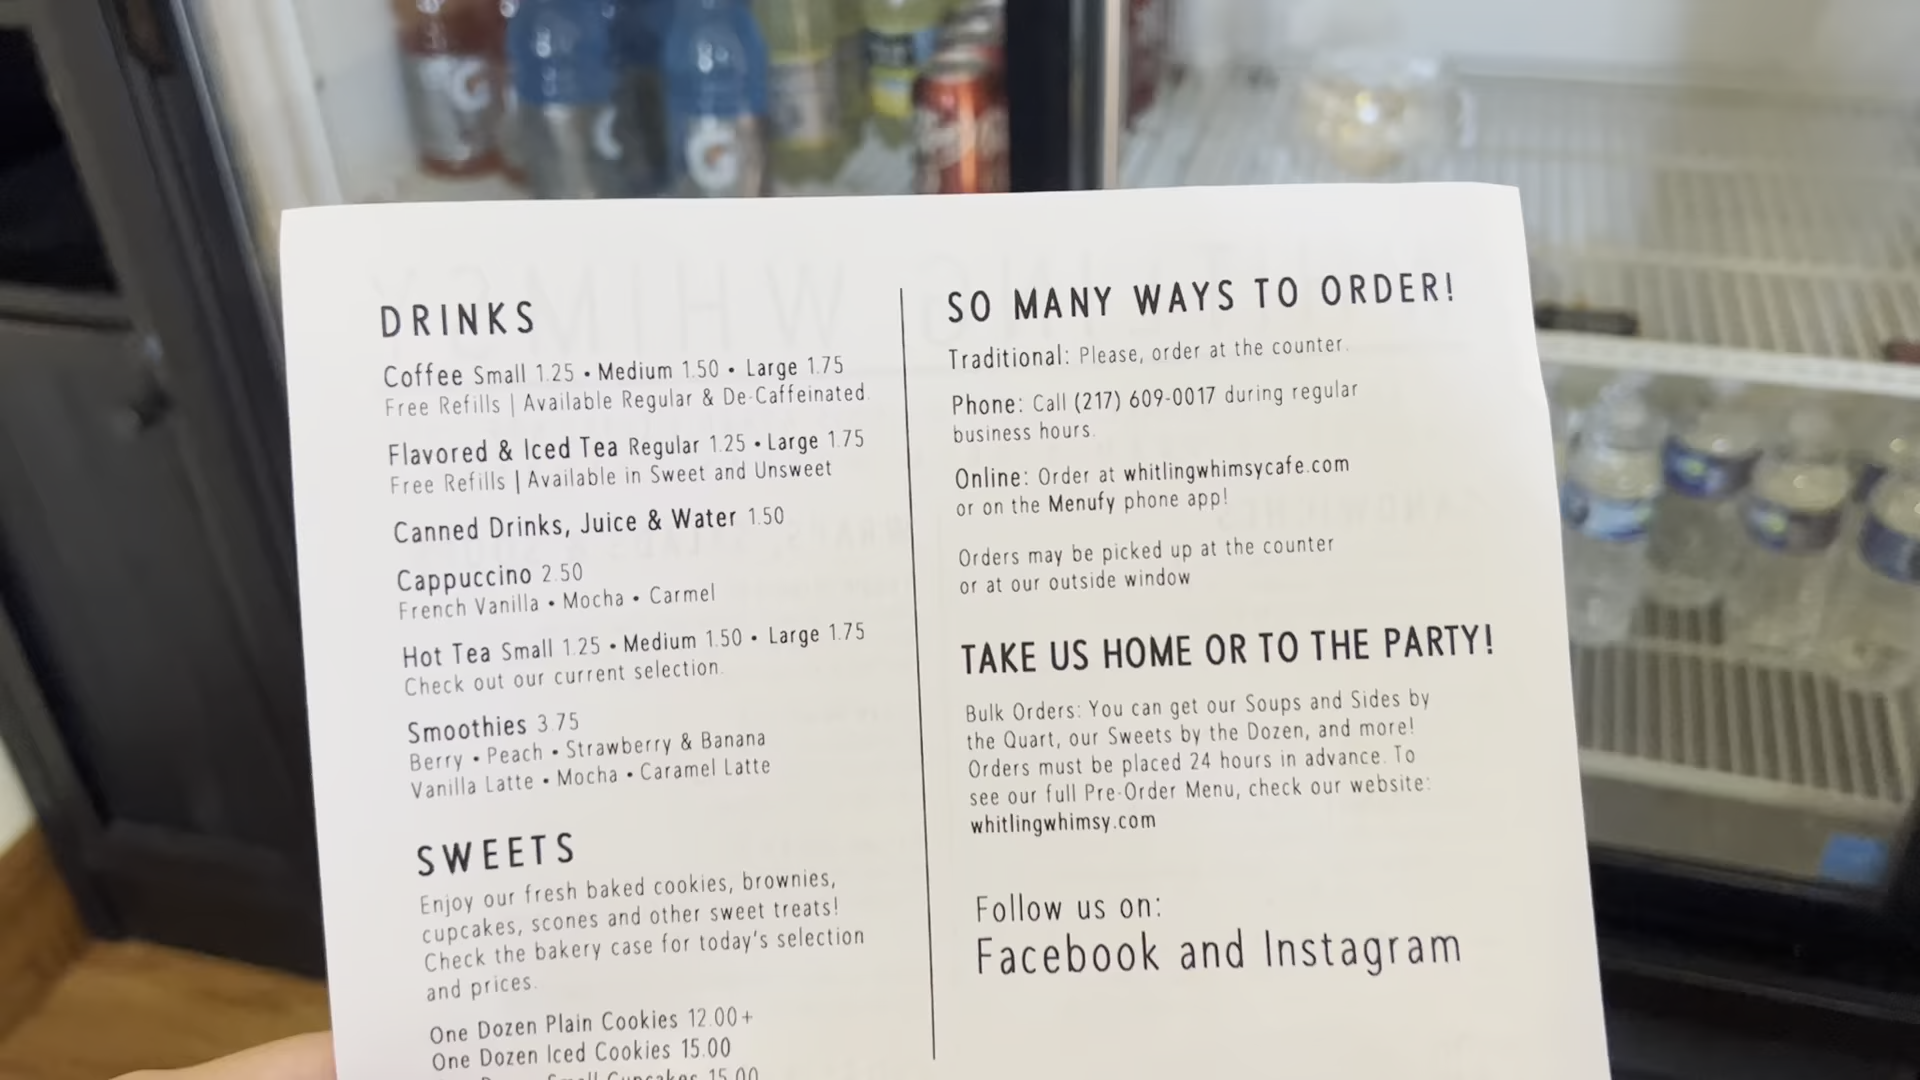 DRINKS
Coffee Small 1.25 • Medium 1.50 • Large 1.75
Free Refills | Available Regular & De-Caffeinated.
Flavored & Iced Tea Regular 1.25 • Large 1.75
Free Refills | Available in Sweet and Unsweet
Canned Drinks, Juice & Water 1.50
Cappuccino 2.50
French Vanilla • Mocha • Carmel
Hot Tea Small 1.25 • Medium 1.50 • Large 1.75
Check out our current selection.
Smoothies 3.75
Berry • Peach • Strawberry & Banana
Vanilla Latte • Mocha • Caramel Latte
SWEETS
Enjoy our fresh baked cookies, brownies,
cupcakes, scones and other sweet treats!
Check the bakery case for today's selection
and prices.
One Dozen Plain Cookies 12.00+
One Dozen Iced Cookies 15.00
Small Cupcakes 15.00
SO MANY WAYS TO ORDER!
Traditional: Please, order at the counter.
Phone: Call (217) 609-0017 during regular
business hours.
Online: Order at whitlingwhimsycafe.com
or on the Menufy phone app!
Orders may be picked up at the counter
or at our outside window
TAKE US HOME OR TO THE PARTY!
Bulk Orders: You can get our Soups and Sides by
the Quart, our Sweets by the Dozen, and more!
Orders must be placed 24 hours in advance. To
see our full Pre-Order Menu, check our website:
whitlingwhimsy.com
Follow us on:
Facebook and Instagram
G
G